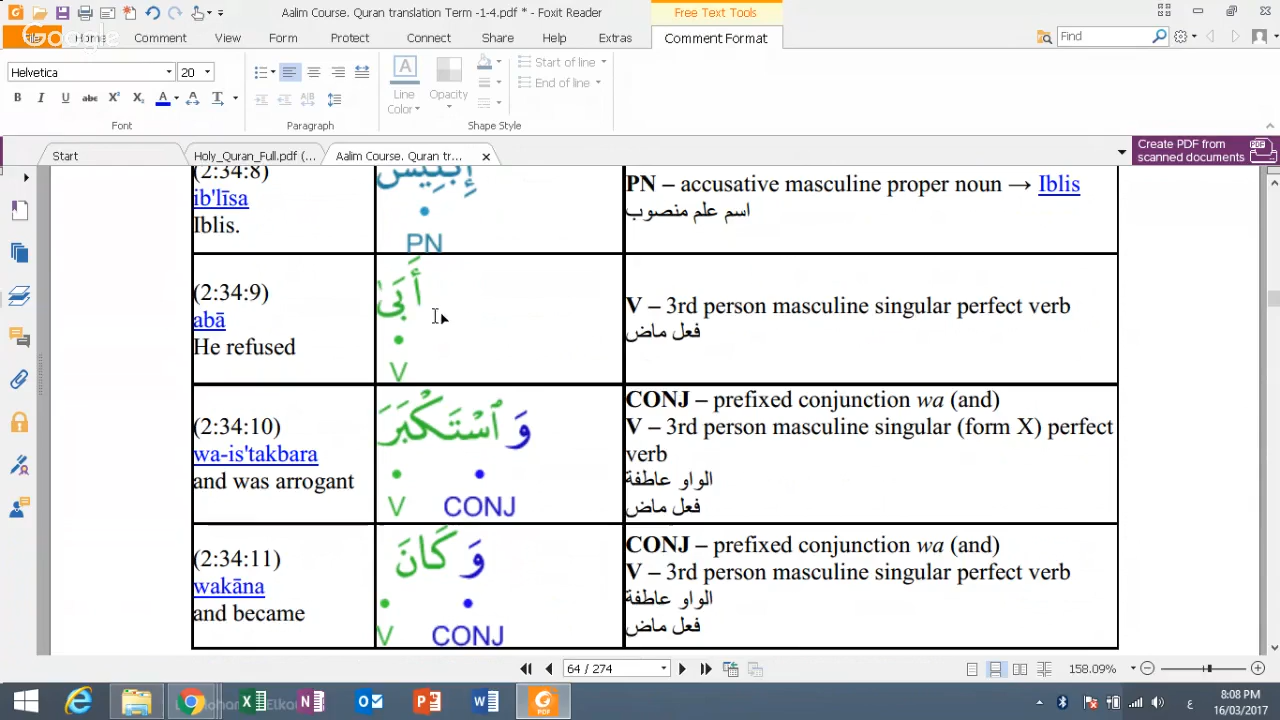 Aalim Course. Quran translation Term -1-4.pdf * - Foxit Reader
Free Text Tools
Google
File Home Comment View Form Protect Connect Share Help Extras Comment Format
Find
Helvetica 20
Start of line
End of line
Line Color
Opacity
Font Paragraph Shape Style
Start
Holy_Quran_Full.pdf (...
Aalim Course. Quran tr...
Create PDF from scanned documents
(2:34:8)
ib'līsa
Iblis.
إِبْلِيسَ
PN
PN – accusative masculine proper noun → Iblis
اسم علم منصوب
(2:34:9)
abā
He refused
أَبَىٰ
V
V – 3rd person masculine singular perfect verb
فعل ماض
(2:34:10)
wa-is'takbara
and was arrogant
وَ ٱسْتَكْبَرَ
V CONJ
CONJ – prefixed conjunction wa (and)
V – 3rd person masculine singular (form X) perfect
verb
الواو عاطفة
فعل ماض
(2:34:11)
wakāna
and became
وَ كَانَ
V CONJ
CONJ – prefixed conjunction wa (and)
V – 3rd person masculine singular perfect verb
الواو عاطفة
فعل ماض
64 / 274
158.09%
8:08 PM
16/03/2017